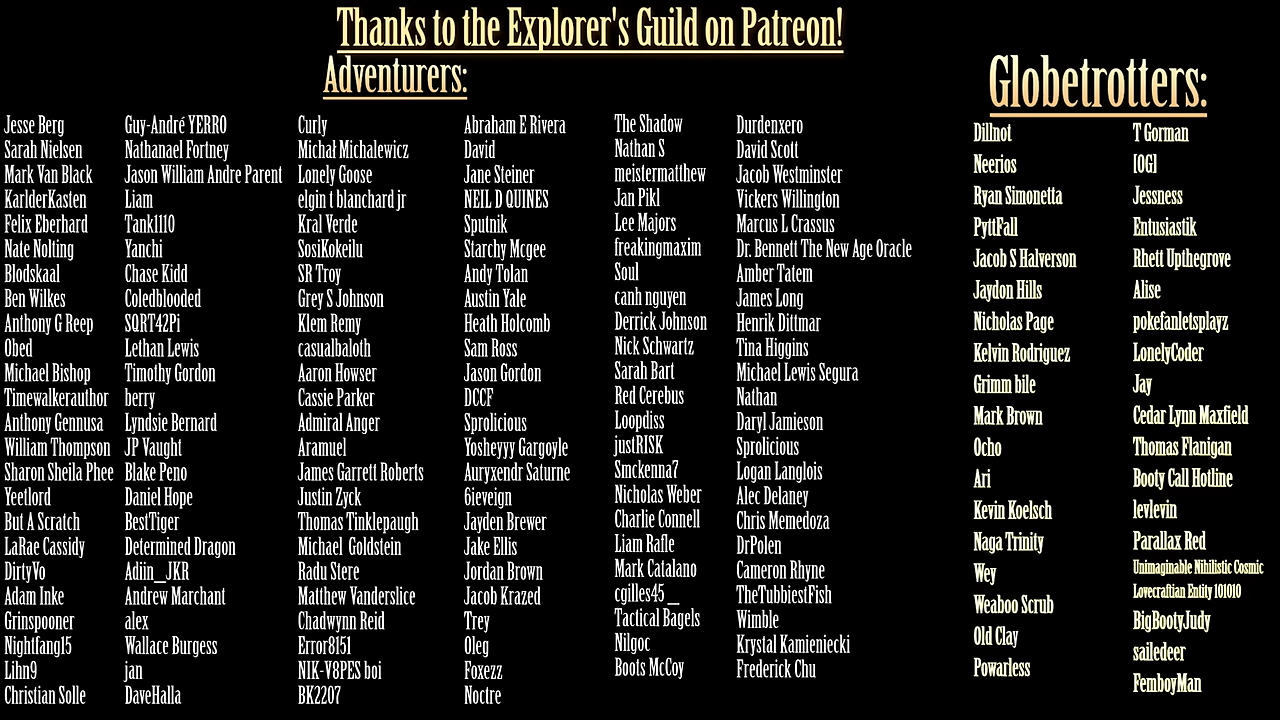 Thanks to the Explorer's Guild on Patreon!
Adventurers:
Jesse Berg
Sarah Nielsen
Mark Van Black
KarlderKasten
Felix Eberhard
Nate Nolting
Blodskaal
Ben Wilkes
Anthony G Reep
Obed
Michael Bishop
Timewalkerauthor
Anthony Gennusa
William Thompson
Sharon Sheila Phee
Yeetlord
But A Scratch
LaRae Cassidy
DirtyVo
Adam Inke
Grinspooner
Nightfang15
Lihn9
Christian Solle
Guy-André YERRO
Nathanael Fortney
Jason William Andre Parent
Liam
Tank1110
Yanchi
Chase Kidd
Coledblooded
SQRT42Pi
Lethan Lewis
Timothy Gordon
berry
Lyndsie Bernard
JP Vaught
Blake Peno
Daniel Hope
BestTiger
Determined Dragon
Adiin_JKR
Andrew Marchant
alex
Wallace Burgess
jan
DaveHalla
Curly
Michał Michalewicz
Lonely Goose
elgin t blanchard jr
Kral Verde
SosiKokeilu
SR Troy
Grey S Johnson
Klem Remy
casualbaloth
Aaron Howser
Cassie Parker
Admiral Anger
Aramuel
James Garrett Roberts
Justin Zyck
Thomas Tinklepaugh
Michael Goldstein
Radu Stere
Matthew Vanderslice
Chadwynn Reid
Error8151
NIK-V8PES boi
BK2207
Abraham E Rivera
David
Jane Steiner
NEIL D QUINES
Sputnik
Starchy Mcgee
Andy Tolan
Austin Yale
Heath Holcomb
Sam Ross
Jason Gordon
DCCF
Sprolicious
Yosheyyy Gargoyle
Auryxendr Saturne
6ieveign
Jayden Brewer
Jake Ellis
Jordan Brown
Jacob Krazed
Trey
Oleg
Foxezz
Noctre
The Shadow
Nathan S
meistermatthew
Jan Pikl
Lee Majors
freakingmaxim
Soul
canh nguyen
Derrick Johnson
Nick Schwartz
Sarah Bart
Red Cerebus
Loopdiss
justRISK
Smckenna7
Nicholas Weber
Charlie Connell
Liam Rafle
Mark Catalano
cgilles45_
Tactical Bagels
Nilgoc
Boots McCoy
Durdenxero
David Scott
Jacob Westminster
Vickers Willington
Marcus L Crassus
Dr. Bennett The New Age Oracle
Amber Tatem
James Long
Henrik Dittmar
Tina Higgins
Michael Lewis Segura
Nathan
Daryl Jamieson
Sprolicious
Logan Langlois
Alec Delaney
Chris Memedoza
DrPolen
Cameron Rhyne
TheTubbiestFish
Wimble
Krystal Kamieniecki
Frederick Chu
Globetrotters:
Dillnot
Neerios
Ryan Simonetta
PyttFall
Jacob S Halverson
Jaydon Hills
Nicholas Page
Kelvin Rodriguez
Grimm bile
Mark Brown
Ocho
Ari
Kevin Koelsch
Naga Trinity
Wey
Weaboo Scrub
Old Clay
Powarless
T Gorman
[OG]
Jessness
Entusiastik
Rhett Upthegrove
Alise
pokefanletsplayz
LonelyCoder
Jay
Cedar Lynn Maxfield
Thomas Flanigan
Booty Call Hotline
levlevin
Parallax Red
Unimaginable Nihilistic Cosmic
Lovecraftian Entity 101010
BigBootyJudy
sailedeer
FemboyMan